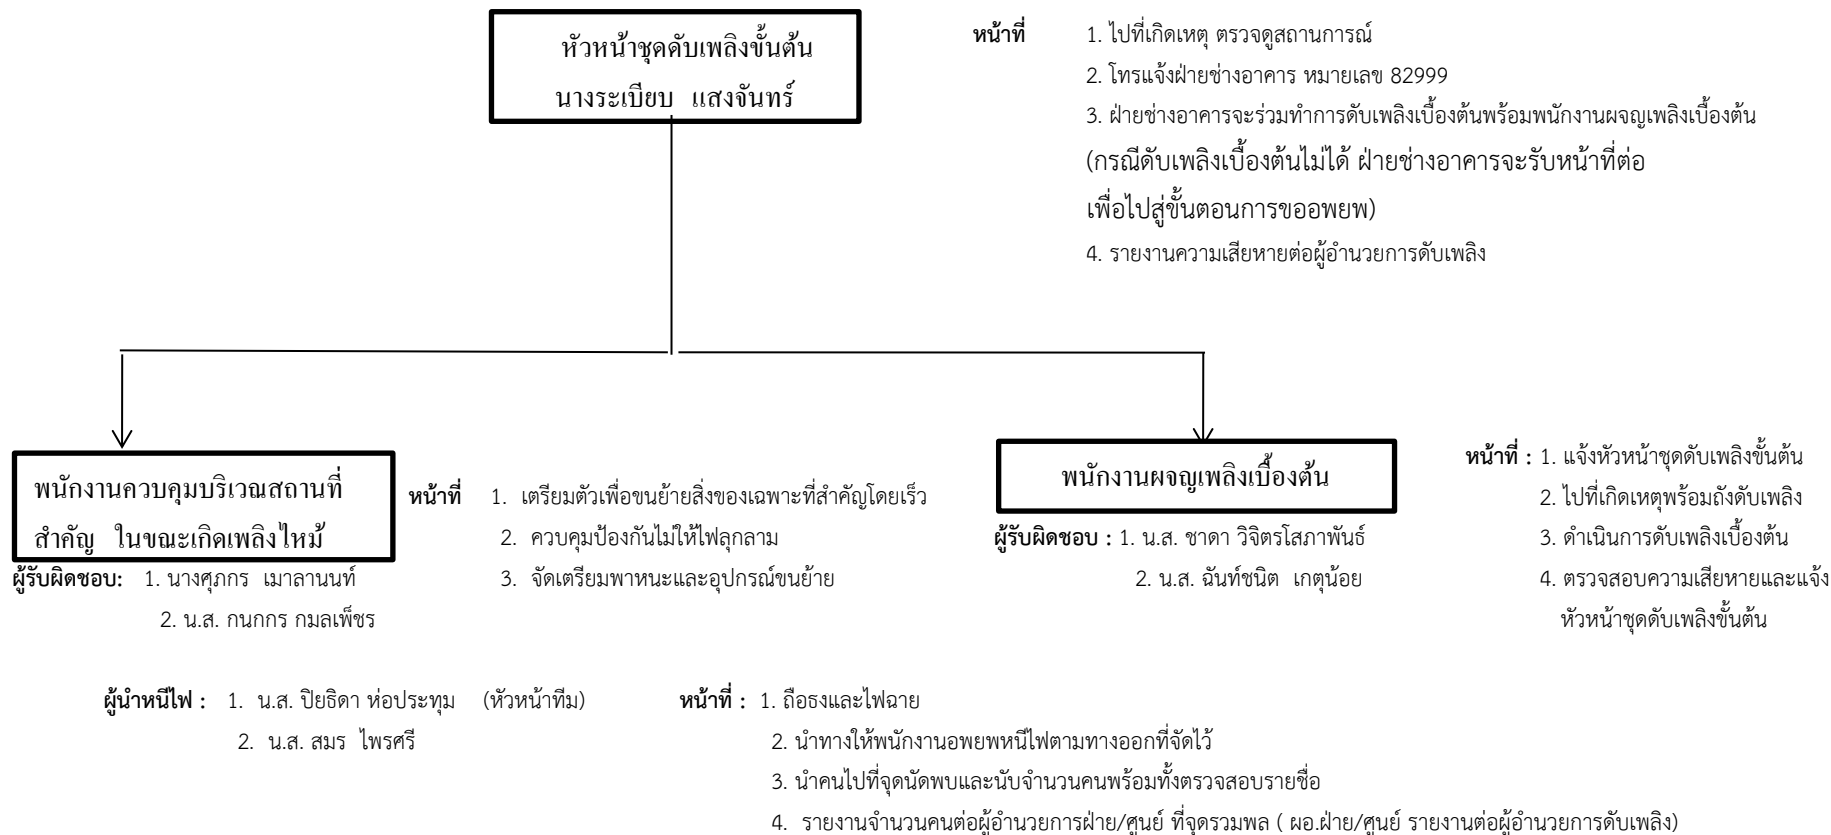 หัวหน้าชุดดับเพลิงขั้นต้น
นางระเบียบ แสงจันทร์
หน้าที่ 1. ไปที่เกิดเหตุ ตรวจดูสถานการณ์
2. โทรแจ้งฝ่ายช่างอาคาร หมายเลข 82999
3. ฝ่ายช่างอาคารจะร่วมทำการดับเพลิงเบื้องต้นพร้อมพนักงานผจญเพลิงเบื้องต้น
(กรณีดับเพลิงเบื้องต้นไม่ได้ ฝ่ายช่างอาคารจะรับหน้าที่ต่อ
เพื่อไปสู่ขั้นตอนการขออพยพ)
4. รายงานความเสียหายต่อผู้อำนวยการดับเพลิง
พนักงานควบคุมบริเวณสถานที่
สำคัญ ในขณะเกิดเพลิงไหม้
ผู้รับผิดชอบ: 1. นางศุภกร เมาลานนท์
2. น.ส. กนกกร กมลเพ็ชร
หน้าที่ 1. เตรียมตัวเพื่อขนย้ายสิ่งของเฉพาะที่สำคัญโดยเร็ว
2. ควบคุมป้องกันไม่ให้ไฟลุกลาม
3. จัดเตรียมพาหนะและอุปกรณ์ขนย้าย
พนักงานผจญเพลิงเบื้องต้น
ผู้รับผิดชอบ : 1. น.ส. ชาดา วิจิตรโสภาพันธ์
2. น.ส. ฉันท์ชนิต เกตุน้อย
หน้าที่ : 1. แจ้งหัวหน้าชุดดับเพลิงขั้นต้น
2. ไปที่เกิดเหตุพร้อมถังดับเพลิง
3. ดำเนินการดับเพลิงเบื้องต้น
4. ตรวจสอบความเสียหายและแจ้ง
หัวหน้าชุดดับเพลิงขั้นต้น
ผู้นำหนีไฟ : 1. น.ส. ปิยธิดา ห่อประทุม (หัวหน้าทีม)
2. น.ส. สมร ไพรศรี
หน้าที่ : 1. ถือธงและไฟฉาย
2. นำทางให้พนักงานอพยพหนีไฟตามทางออกที่จัดไว้
3. นำคนไปที่จุดนัดพบและนับจำนวนคนพร้อมทั้งตรวจสอบรายชื่อ
4. รายงานจำนวนคนต่อผู้อำนวยการฝ่าย/ศูนย์ ที่จุดรวมพล ( ผอ.ฝ่าย/ศูนย์ รายงานต่อผู้อำนวยการดับเพลิง)